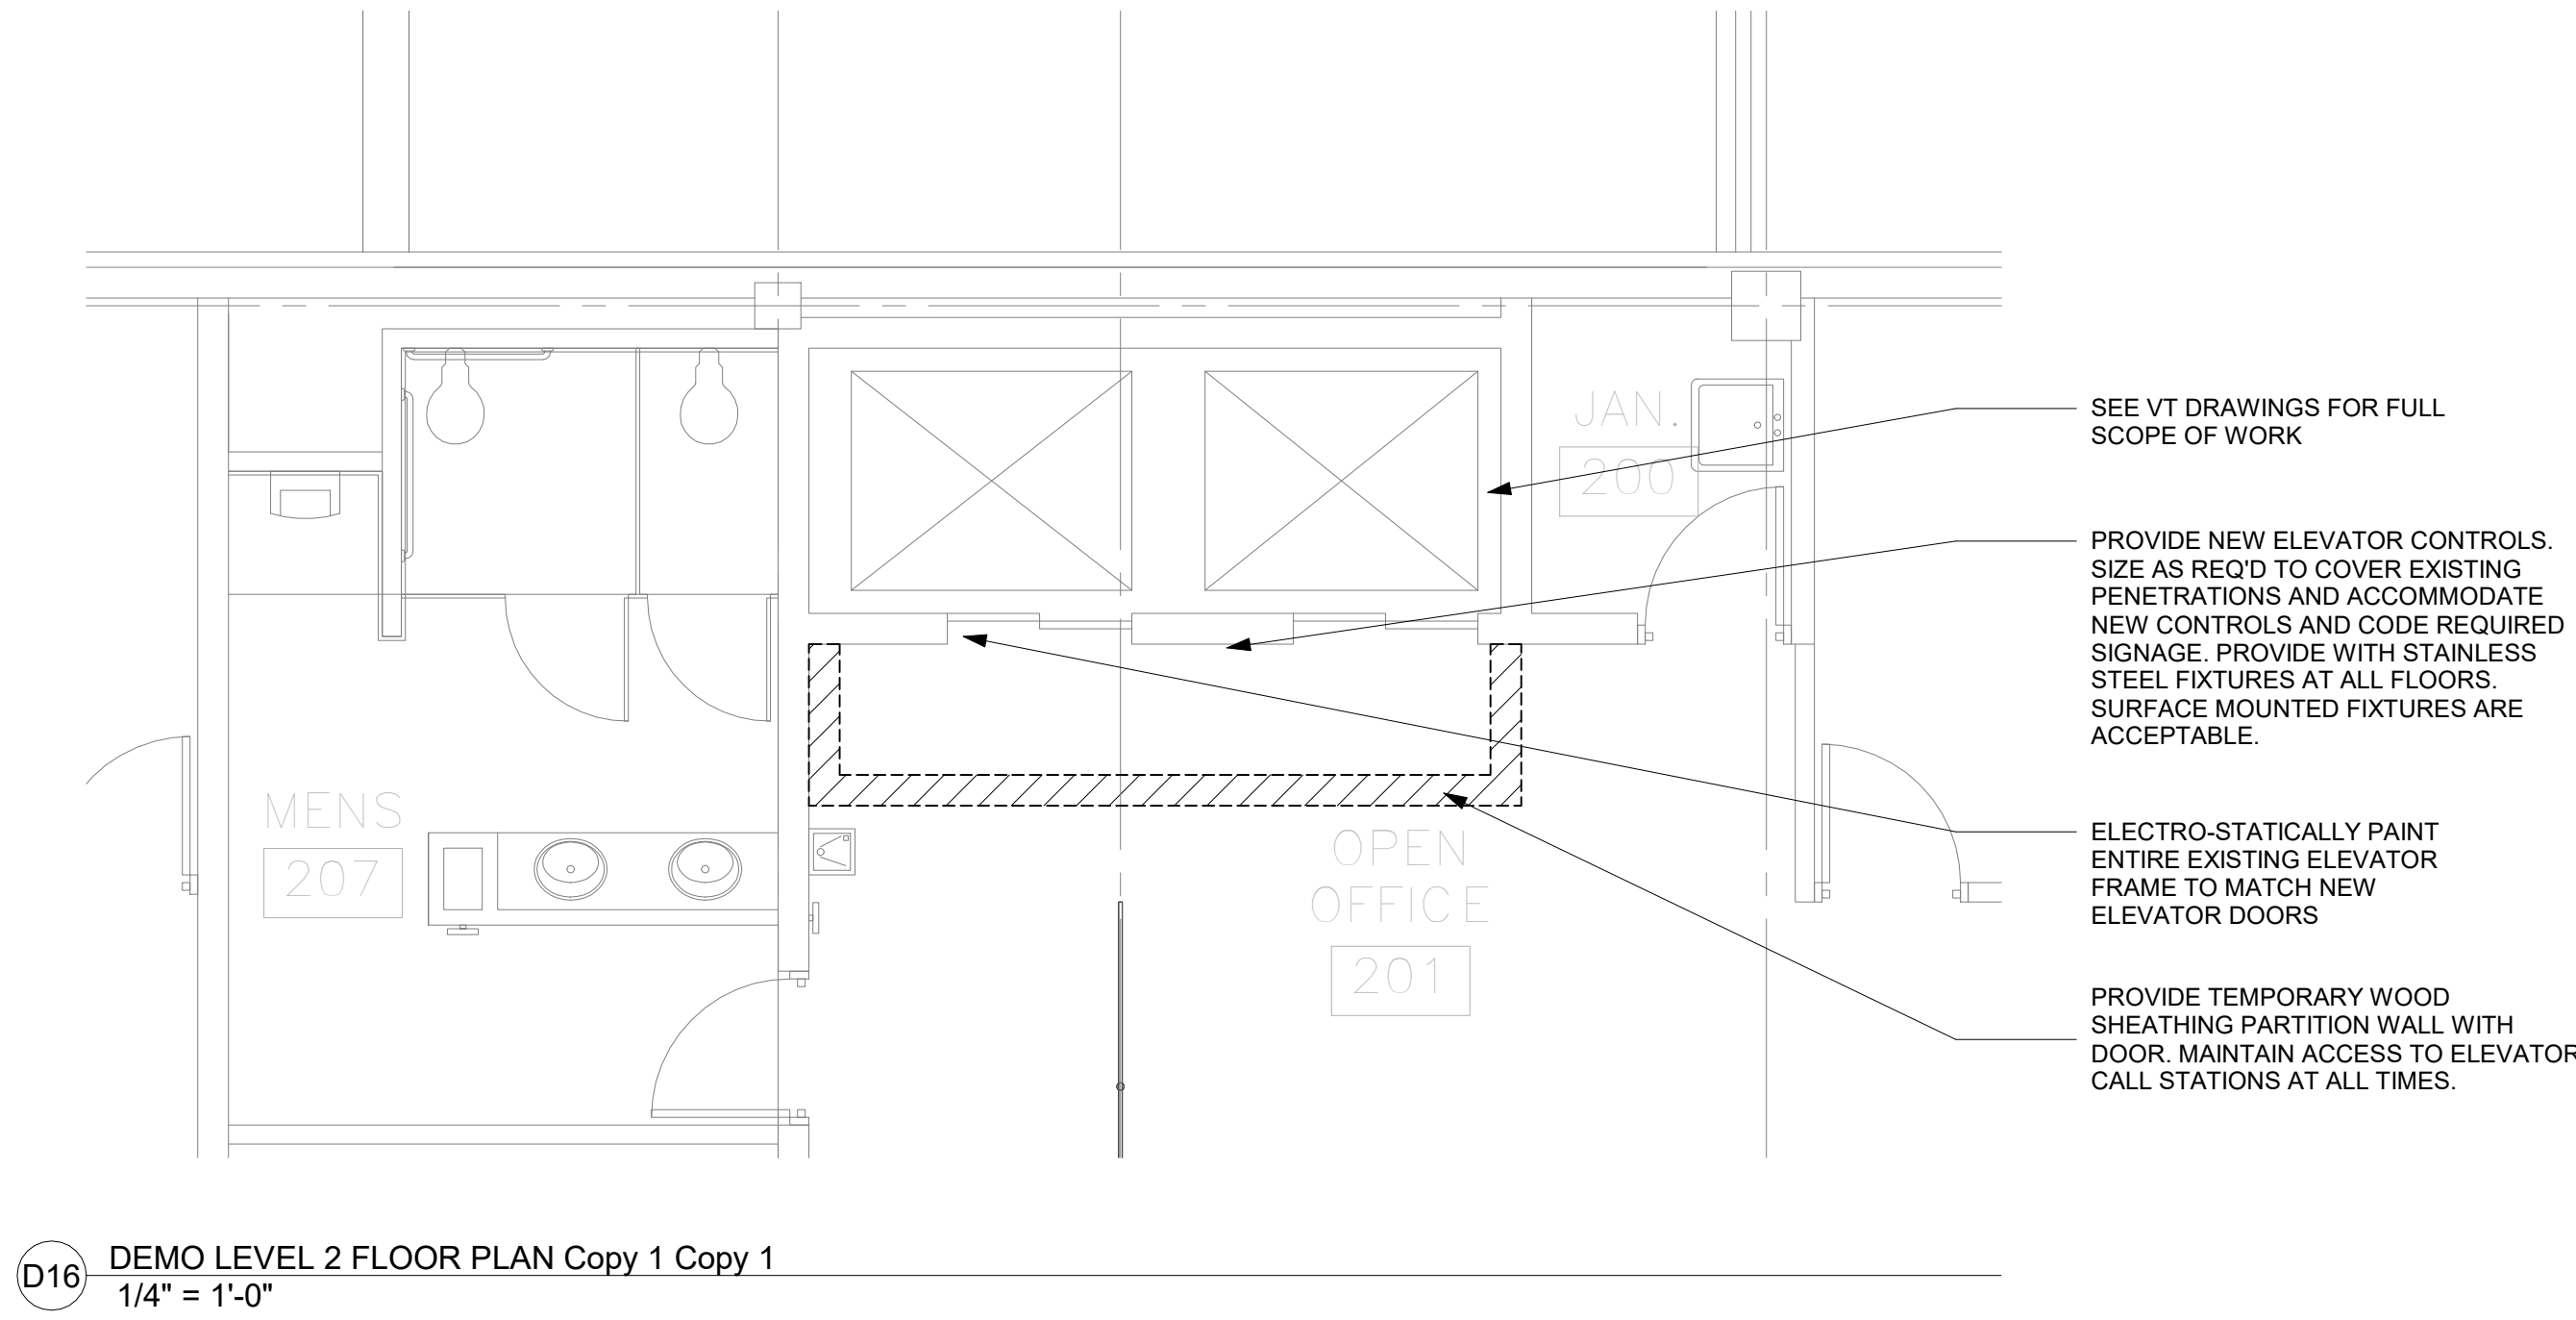 JAN.
200
SEE VT DRAWINGS FOR FULL
SCOPE OF WORK
PROVIDE NEW ELEVATOR CONTROLS.
SIZE AS REQ'D TO COVER EXISTING
PENETRATIONS AND ACCOMMODATE
NEW CONTROLS AND CODE REQUIRED
SIGNAGE. PROVIDE WITH STAINLESS
STEEL FIXTURES AT ALL FLOORS.
SURFACE MOUNTED FIXTURES ARE
ACCEPTABLE.
MENS
207
OPEN
OFFICE
201
ELECTRO-STATICALLY PAINT
ENTIRE EXISTING ELEVATOR
FRAME TO MATCH NEW
ELEVATOR DOORS
PROVIDE TEMPORARY WOOD
SHEATHING PARTITION WALL WITH
DOOR. MAINTAIN ACCESS TO ELEVATOR
CALL STATIONS AT ALL TIMES.
D16
DEMO LEVEL 2 FLOOR PLAN Copy 1 Copy 1
1/4" = 1'-0"